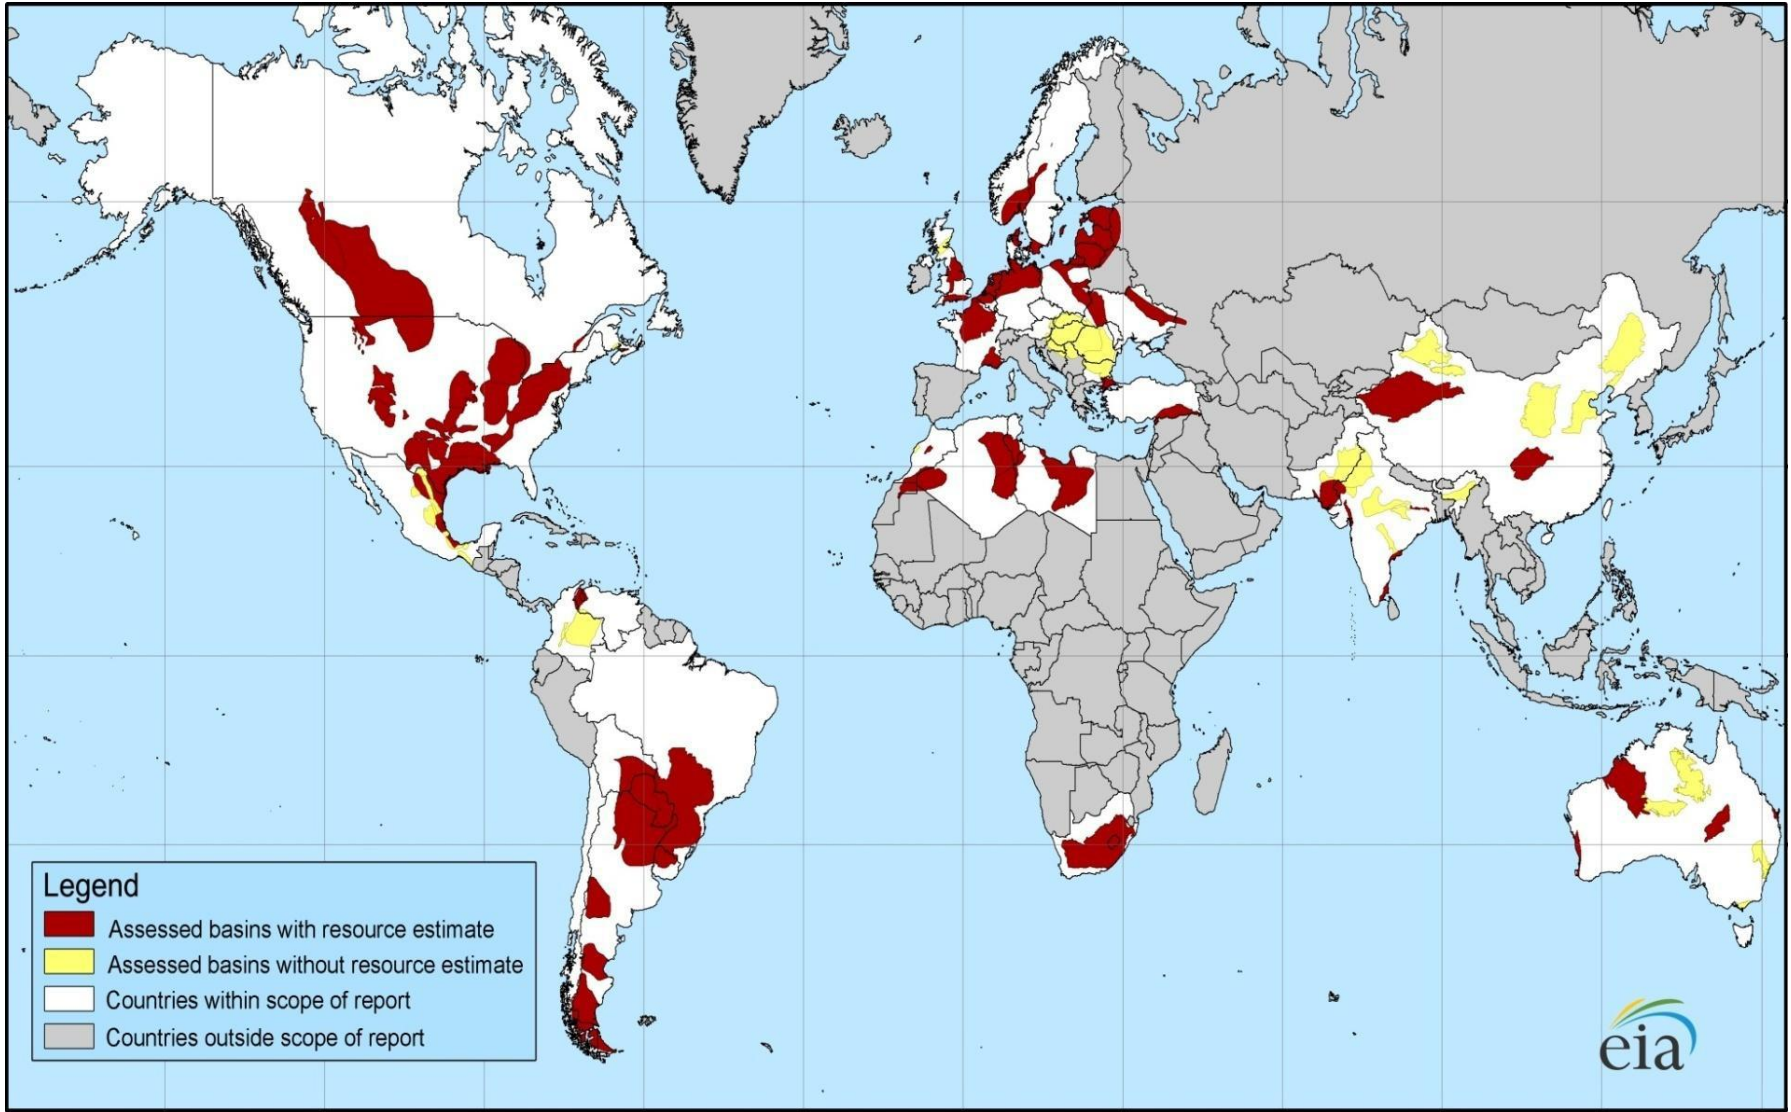 Legend
Assessed basins with resource estimate
Assessed basins without resource estimate
Countries within scope of report
Countries outside scope of report
eia